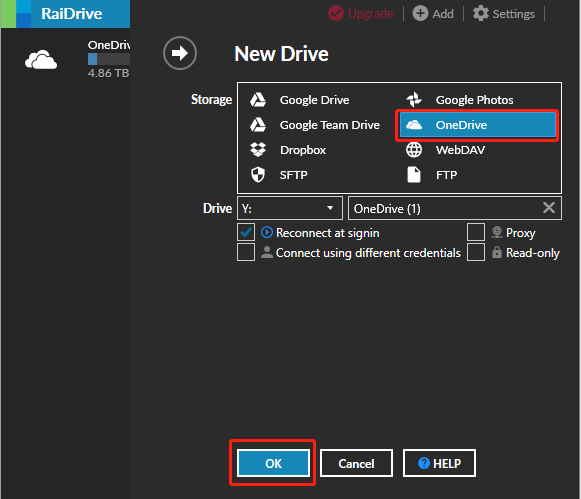 RaiDrive
Upgrade
Add
Settings
OneDriv
4.86 TB
New Drive
Storage
Google Drive
Google Photos
Google Team Drive
OneDrive
Dropbox
WebDAV
SFTP
FTP
Drive
Y:
OneDrive (1)
Reconnect at signin
Proxy
Connect using different credentials
Read-only
OK
Cancel
? HELP